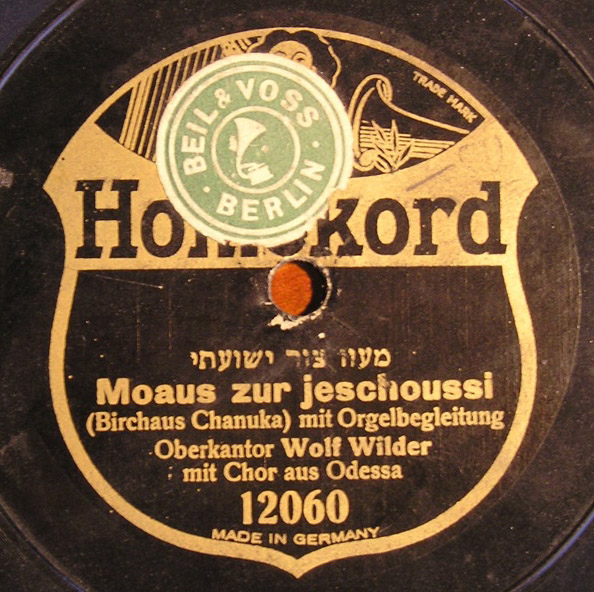 TRADE MARK
BEIL & VOSS
BERLIN
מעוז צור ישועתי
Moaus zur jeschoussi
(Birchaus Chanuka) mit Orgelbegleitung
Oberkantor Wolf Wilder
mit Chor aus Odessa
12060
MADE IN GERMANY